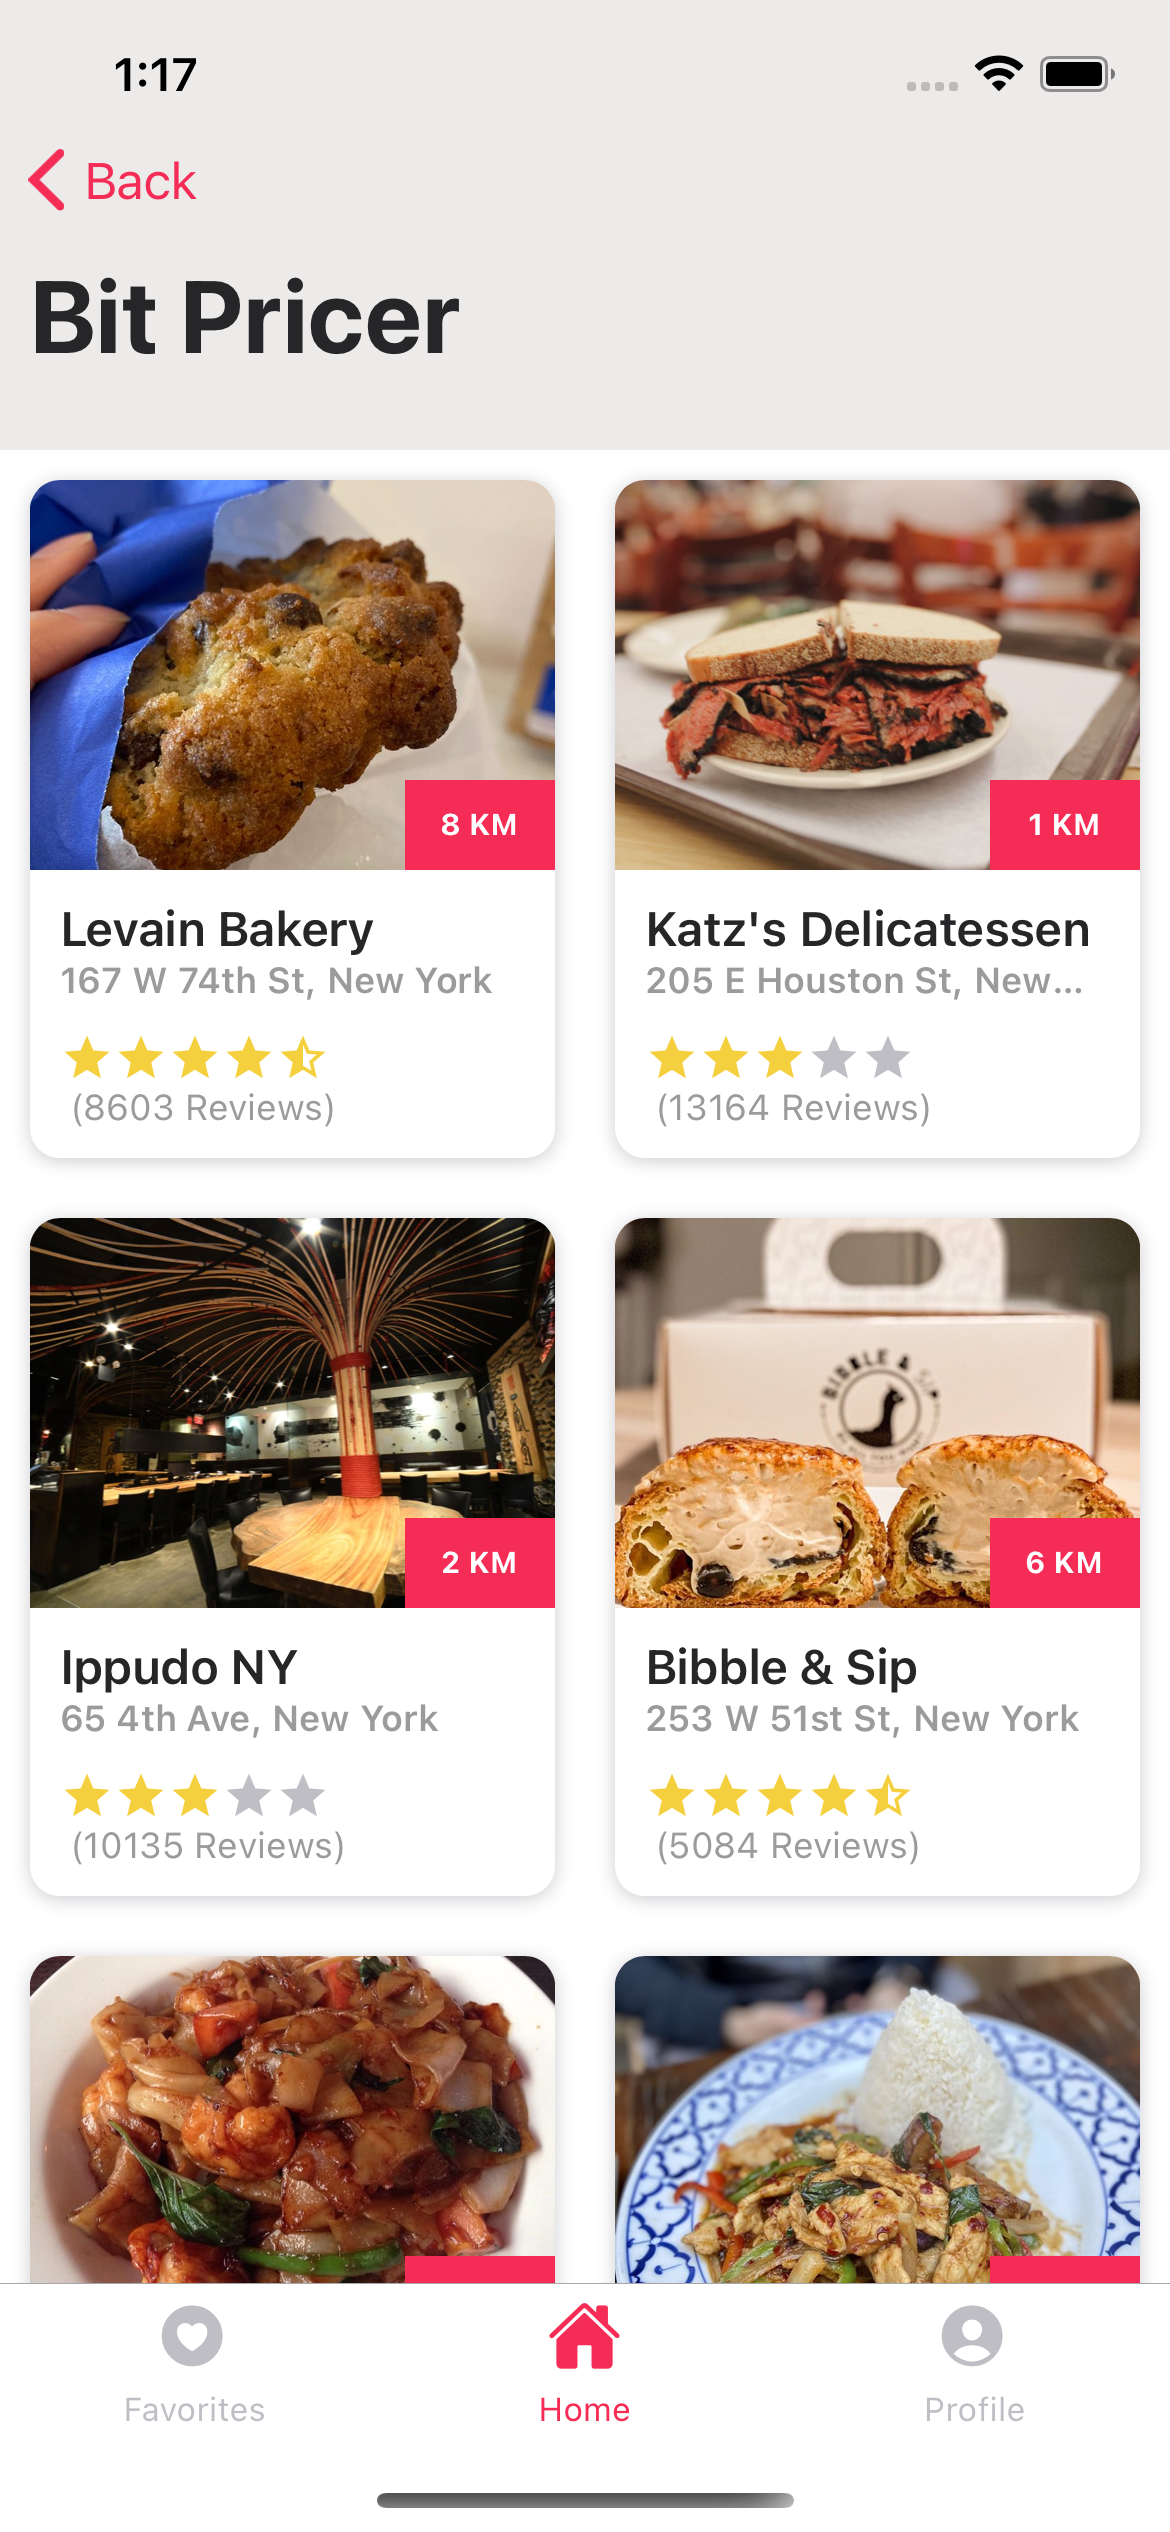 1:17
Back
Bit Pricer
8 KM
Levain Bakery
167 W 74th St, New York
(8603 Reviews)
1 KM
Katz's Delicatessen
205 E Houston St, New...
(13164 Reviews)
2 KM
Ippudo NY
65 4th Ave, New York
(10135 Reviews)
BIBBLE & SIP
6 KM
Bibble & Sip
253 W 51st St, New York
(5084 Reviews)
Favorites
Home
Profile